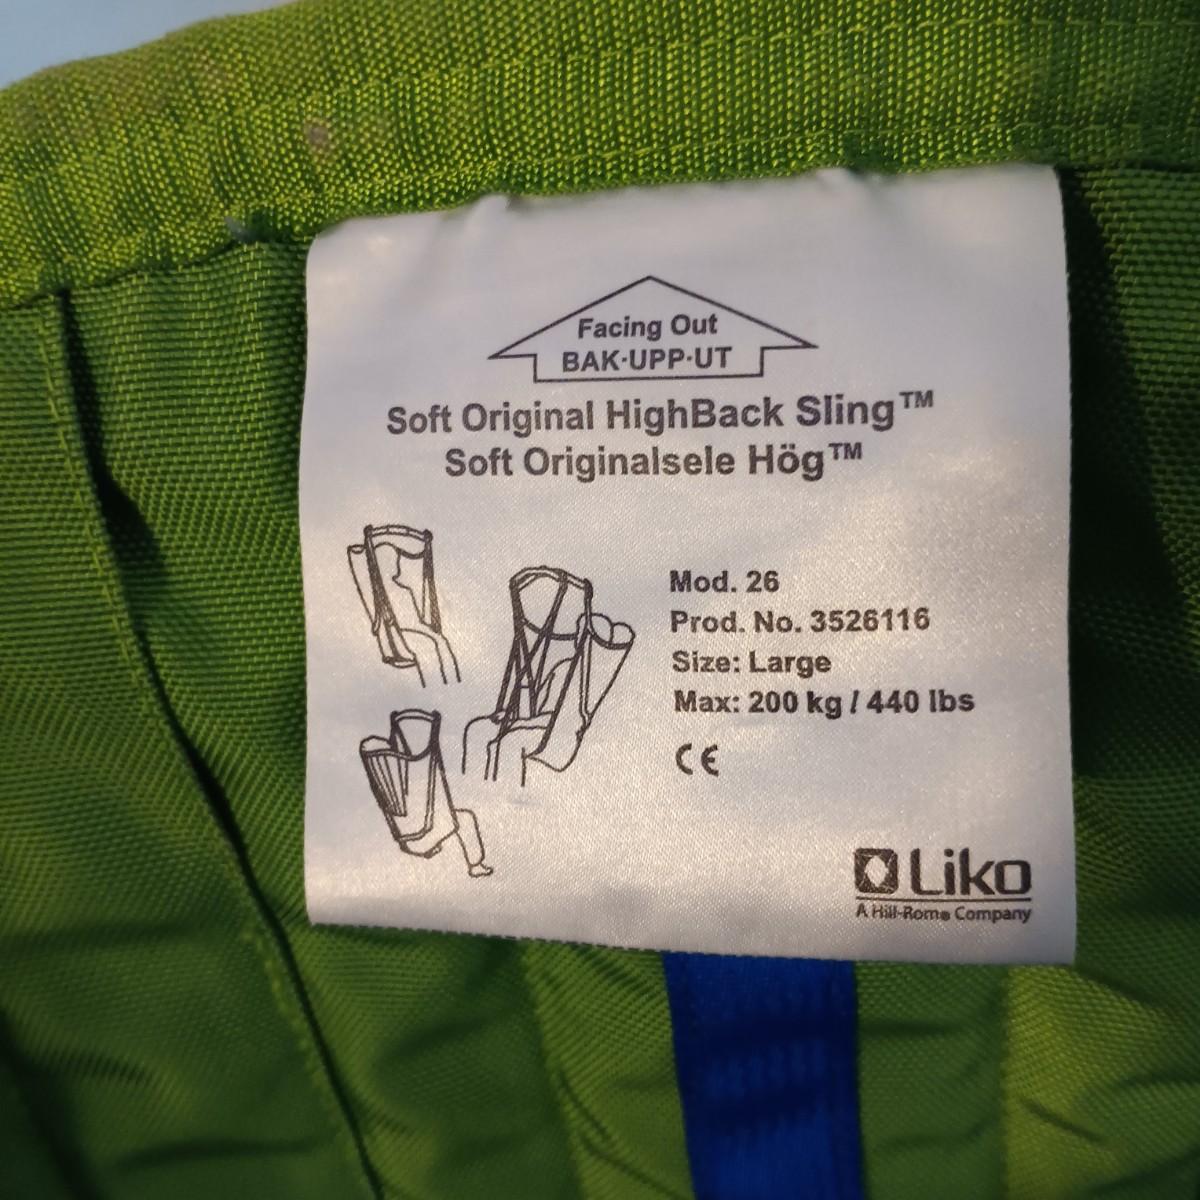 Facing Out
BAK·UPP·UT
Soft Original HighBack Sling™
Soft Originalsele Hög™
Mod. 26
Prod. No. 3526116
Size: Large
Max: 200 kg / 440 lbs
CE
Liko
A Hill-Rom® Company